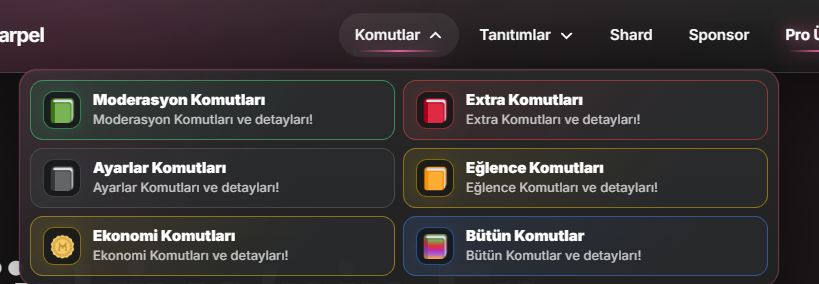 arpel
Komutlar
Tanıtımlar
Shard
Sponsor
Pro
Moderasyon Komutları
Moderasyon Komutları ve detayları!
Extra Komutları
Extra Komutları ve detayları!
Ayarlar Komutları
Ayarlar Komutları ve detayları!
Eğlence Komutları
Eğlence Komutları ve detayları!
Ekonomi Komutları
Ekonomi Komutları ve detayları!
Bütün Komutlar
Bütün Komutlar ve detayları!